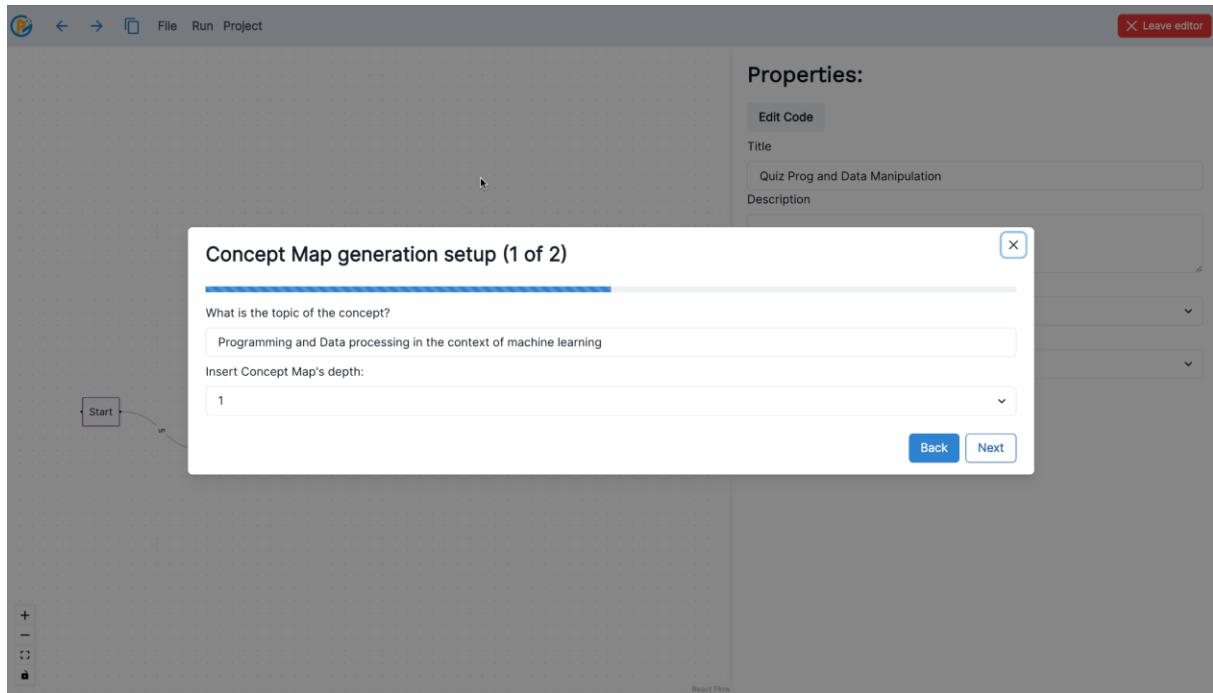 File Run Project
Leave editor
Properties:
Edit Code
Title
Quiz Prog and Data Manipulation
Description
Concept Map generation setup (1 of 2)
What is the topic of the concept?
Programming and Data processing in the context of machine learning
Insert Concept Map's depth:
1
Start
Back
Next
React Flow